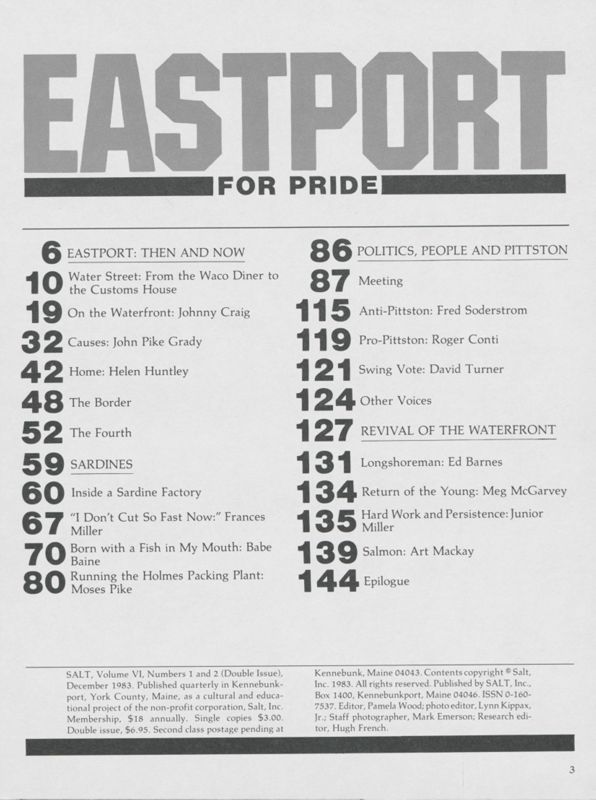 EASTPORT
FOR PRIDE
6 EASTPORT: THEN AND NOW
10 Water Street: From the Waco Diner to
the Customs House
19 On the Waterfront: Johnny Craig
32 Causes: John Pike Grady
42 Home: Helen Huntley
48 The Border
52 The Fourth
59 SARDINES
60 Inside a Sardine Factory
67 "I Don't Cut So Fast Now:" Frances
Miller
70 Born with a Fish in My Mouth: Babe
Baine
80 Running the Holmes Packing Plant:
Moses Pike
86 POLITICS, PEOPLE AND PITTSTON
87 Meeting
115 Anti-Pittston: Fred Soderstrom
119 Pro-Pittston: Roger Conti
121 Swing Vote: David Turner
124 Other Voices
127 REVIVAL OF THE WATERFRONT
131 Longshoreman: Ed Barnes
134 Return of the Young: Meg McGarvey
135 Hard Work and Persistence: Junior
Miller
139 Salmon: Art Mackay
144 Epilogue
SALT, Volume VI, Numbers 1 and 2 (Double Issue),
December 1983. Published quarterly in Kennebunk-
port, York County, Maine, as a cultural and educa-
tional project of the non-profit corporation, Salt, Inc.
Membership, $18 annually. Single copies $3.00.
Double issue, $6.95. Second class postage pending at
Kennebunk, Maine 04043. Contents copyright © Salt,
Inc. 1983. All rights reserved. Published by SALT, Inc.,
Box 1400, Kennebunkport, Maine 04046. ISSN 0-160-
7537. Editor, Pamela Wood; photo editor, Lynn Kippax,
Jr.; Staff photographer, Mark Emerson; Research edi-
tor, Hugh French.
3